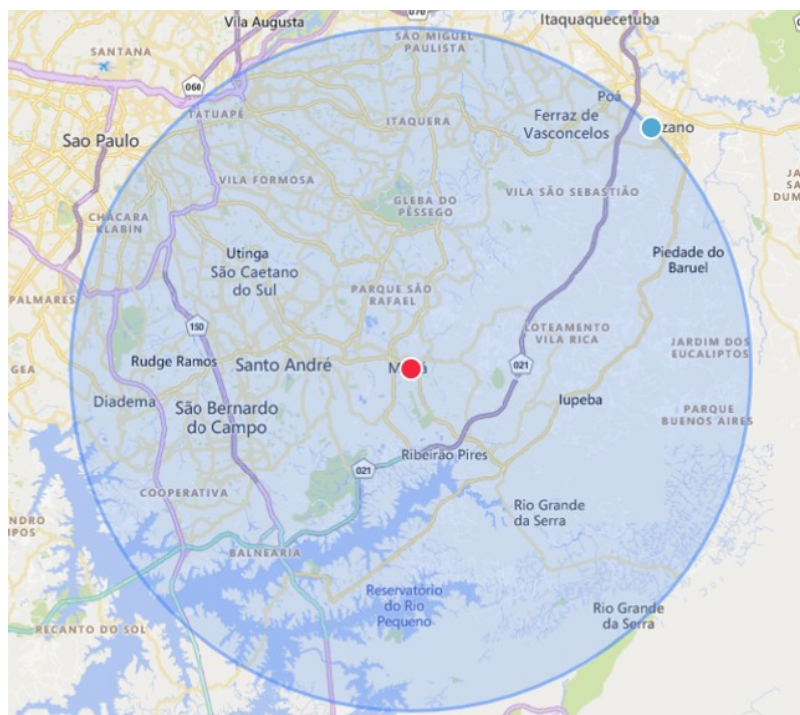 070
Vila Augusta
Itaquaquecetuba
SANTANA
SÃO MIGUEL
PAULISTA
060
TATUAPÉ
Poá
ITAQUERA
Ferraz de
Vasconcelos
zano
Sao Paulo
VILA FORMOSA
VILA SÃO SEBASTIÃO
GLEBA DO
PÊSSEGO
CHÁCARA
KLABIN
Utinga
São Caetano
do Sul
Piedade do
Baruel
PALMARES
PARQUE SÃO
RAFAEL
150
LOTEAMENTO
VILA RICA
JARDIM DOS
EUCALIPTOS
Rudge Ramos
Santo André
021
GEA
Diadema
São Bernardo
do Campo
Iupeba
PARQUE
BUENOS AIRES
Ribeirão Pires
021
COOPERATIVA
Rio Grande
da Serra
BALNEARIA
Reservatório
do Rio
Pequeno
Rio Grande
da Serra
RECANTO DO SOL